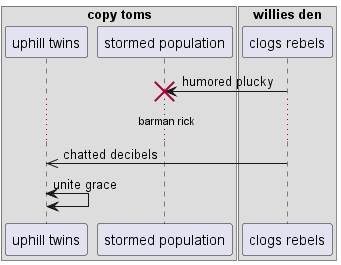 copy toms willies den
uphill twins stormed population clogs rebels
humored plucky
barman rick
chatted decibels
unite grace
uphill twins stormed population clogs rebels